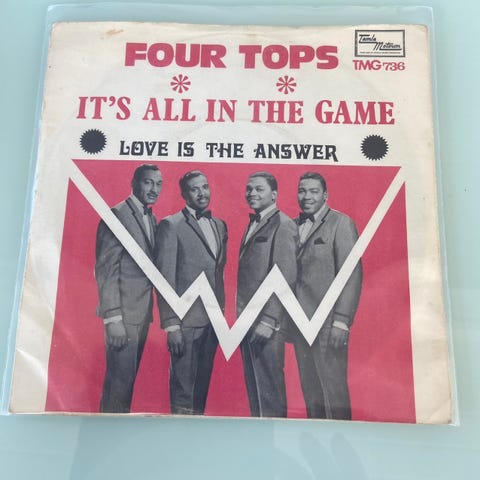 FOUR TOPS
Tamla
Motown
TMG 736
IT'S ALL IN THE GAME
LOVE IS THE ANSWER